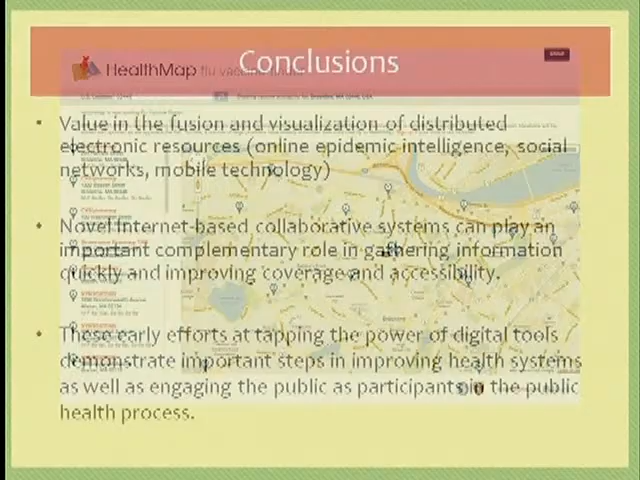 Conclusions
HealthMap flu vaccine
• Value in the fusion and visualization of distributed
electronic resources (online epidemic intelligence, social
networks, mobile technology)
• Novel Internet-based collaborative systems can play an
important complementary role in gathering information
quickly and improving coverage and accessibility.
• These early efforts at tapping the power of digital tools
demonstrate important steps in improving health systems
as well as engaging the public as participants in the public
health process.